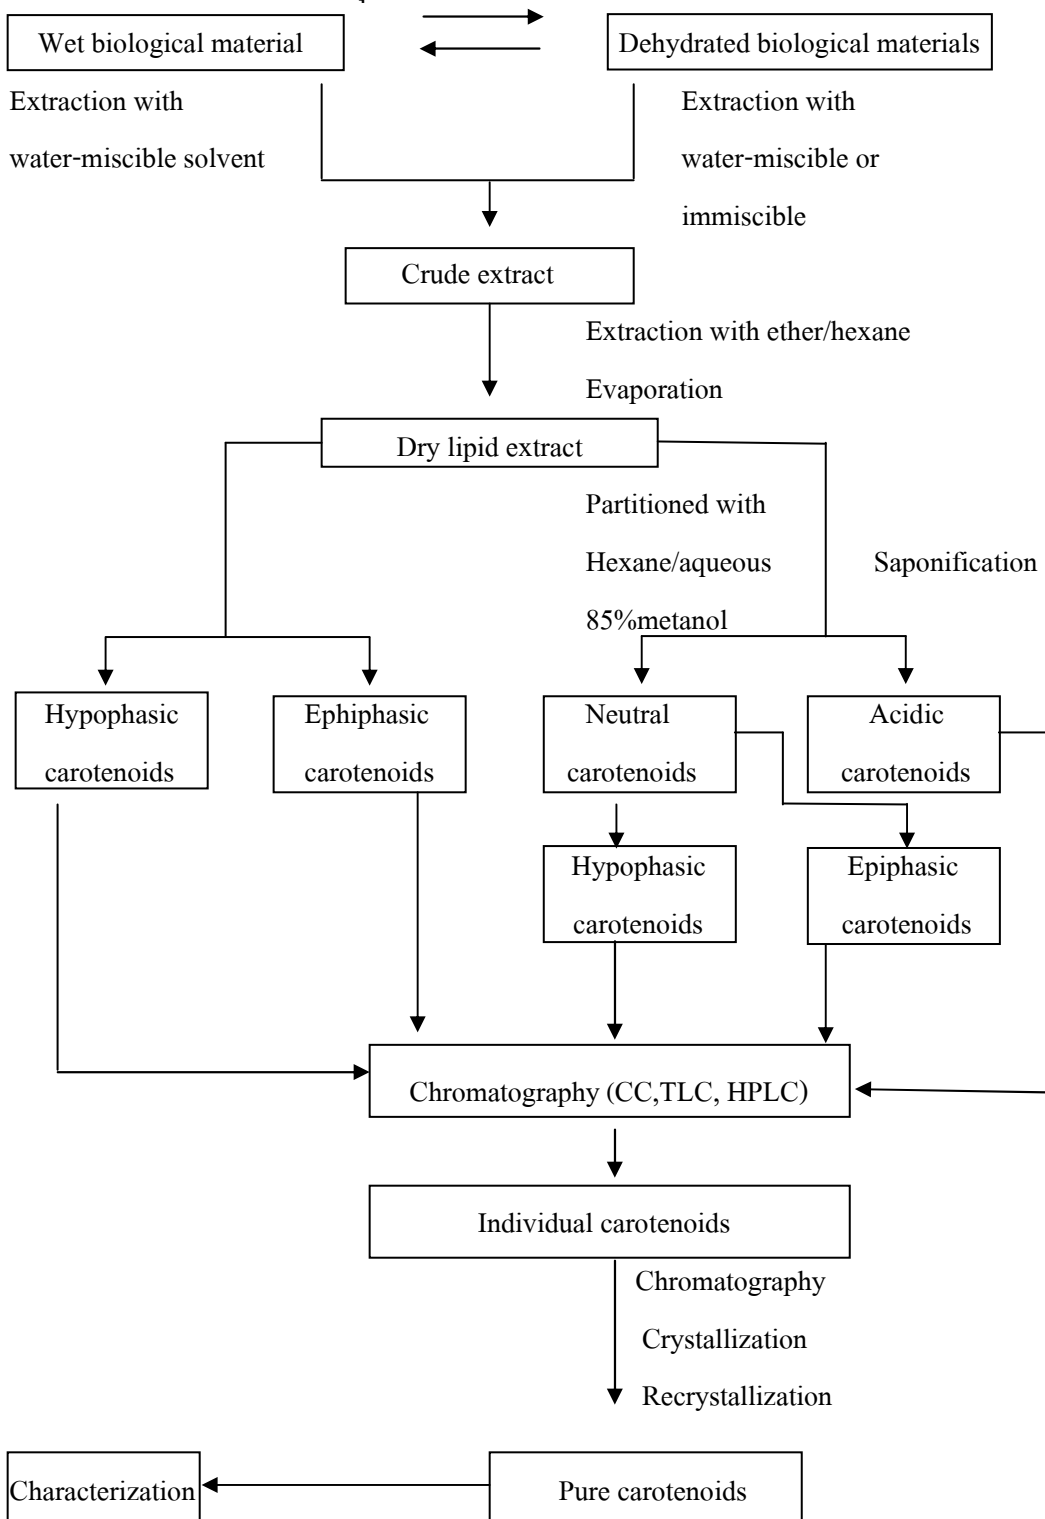 Wet biological material
Dehydrated biological materials
Extraction with
water-miscible solvent
Extraction with
water-miscible or
immiscible
Crude extract
Extraction with ether/hexane
Evaporation
Dry lipid extract
Partitioned with
Hexane/aqueous
85%metanol
Saponification
Hypophasic
carotenoids
Ephiphasic
carotenoids
Neutral
carotenoids
Acidic
carotenoids
Hypophasic
carotenoids
Epiphasic
carotenoids
Chromatography (CC,TLC, HPLC)
Individual carotenoids
Chromatography
Crystallization
Recrystallization
Characterization
Pure carotenoids